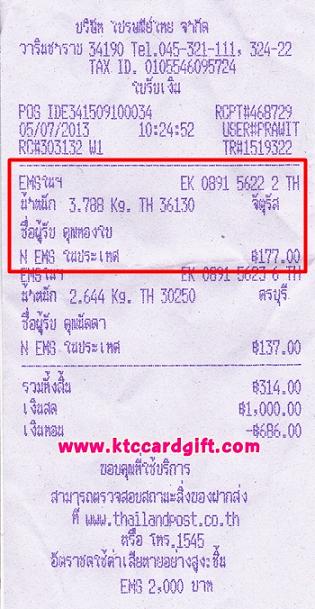 บริษัท ไปรษณีย์ไทย จำกัด
วารินชำราบ 34190 Tel.045-321-111, 324-22
TAX ID. 0105546095724
ใบรับเงิน
POS IDE341509100034 RCPT#468729
05/07/2013 10:24:52 USER#PRAWIT
RC#303132 W1 TR#1519322
EMSในฯ EK 0891 5622 2 TH
น้ำหนัก 3.788 Kg. TH 36130 จัตุรัส
ชื่อผู้รับ คุณทองใบ
N EMS ในประเทศ ฿177.00
EMSในฯ EK 0891 5623 6 TH
น้ำหนัก 2.644 Kg. TH 30250 ครบุรี
ชื่อผู้รับ คุณนัดดา
N EMS ในประเทศ ฿137.00
รวมทั้งสิ้น ฿314.00
เงินสด ฿1,000.00
เงินทอน -฿686.00
www.ktccardgift.com
ขอบคุณที่ใช้บริการ
สามารถตรวจสอบสถานะสิ่งของฝากส่ง
ที่ www.thailandpost.co.th
หรือ โทร.1545
อัตราชดใช้ค่าเสียหายอย่างสูง:ชิ้น
EMS 2,000 บาท